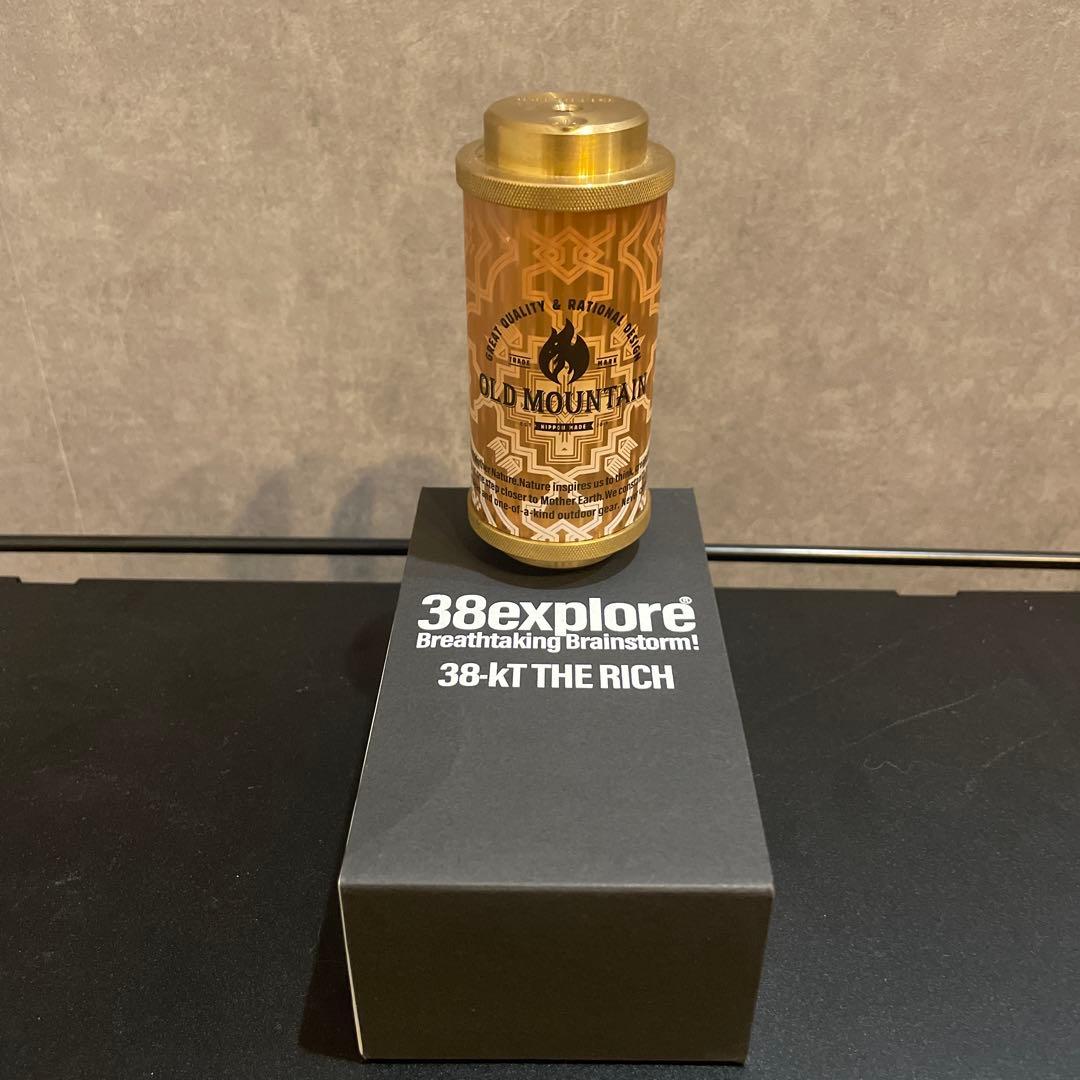 GREAT QUALITY & RATIONAL DESIGN
TRADE MARK
OLD MOUNTAIN
NIPPON MADE
Nature.Nature inspires us to think
step closer to Mother Earth.We
and one-of-a-kind outdoor gear.
38explore®
Breathtaking Brainstorm!
38-kT THE RICH